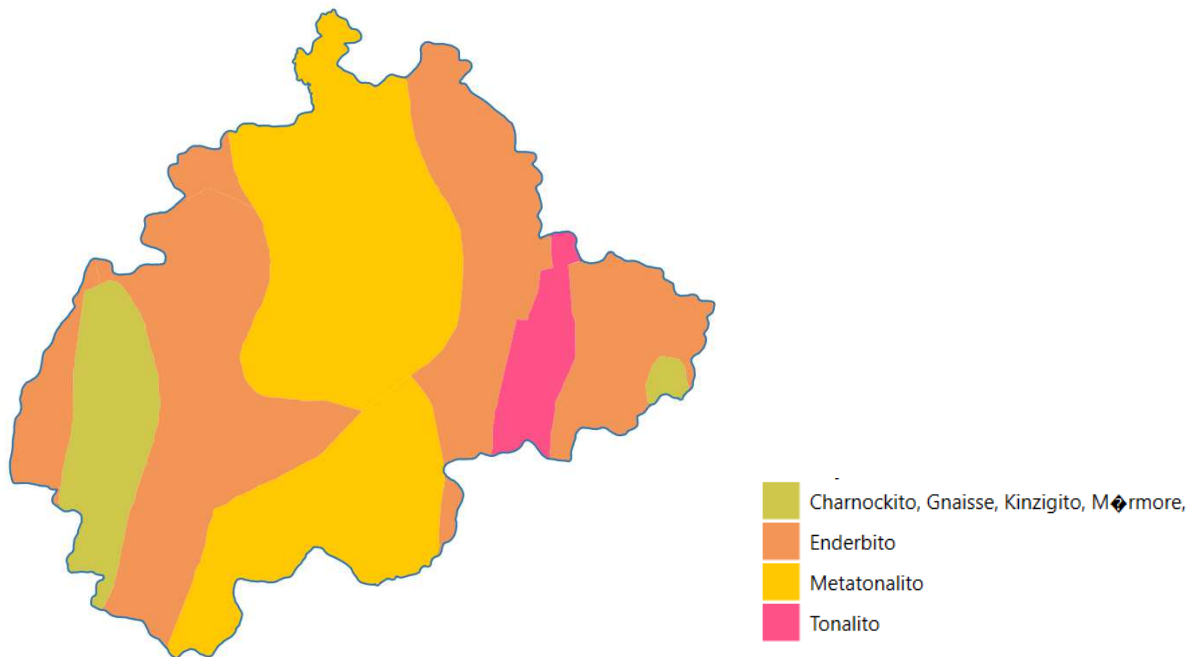 Charnockito, Gnaisse, Kinzigito, M�rmore,
Enderbito
Metatonalito
Tonalito